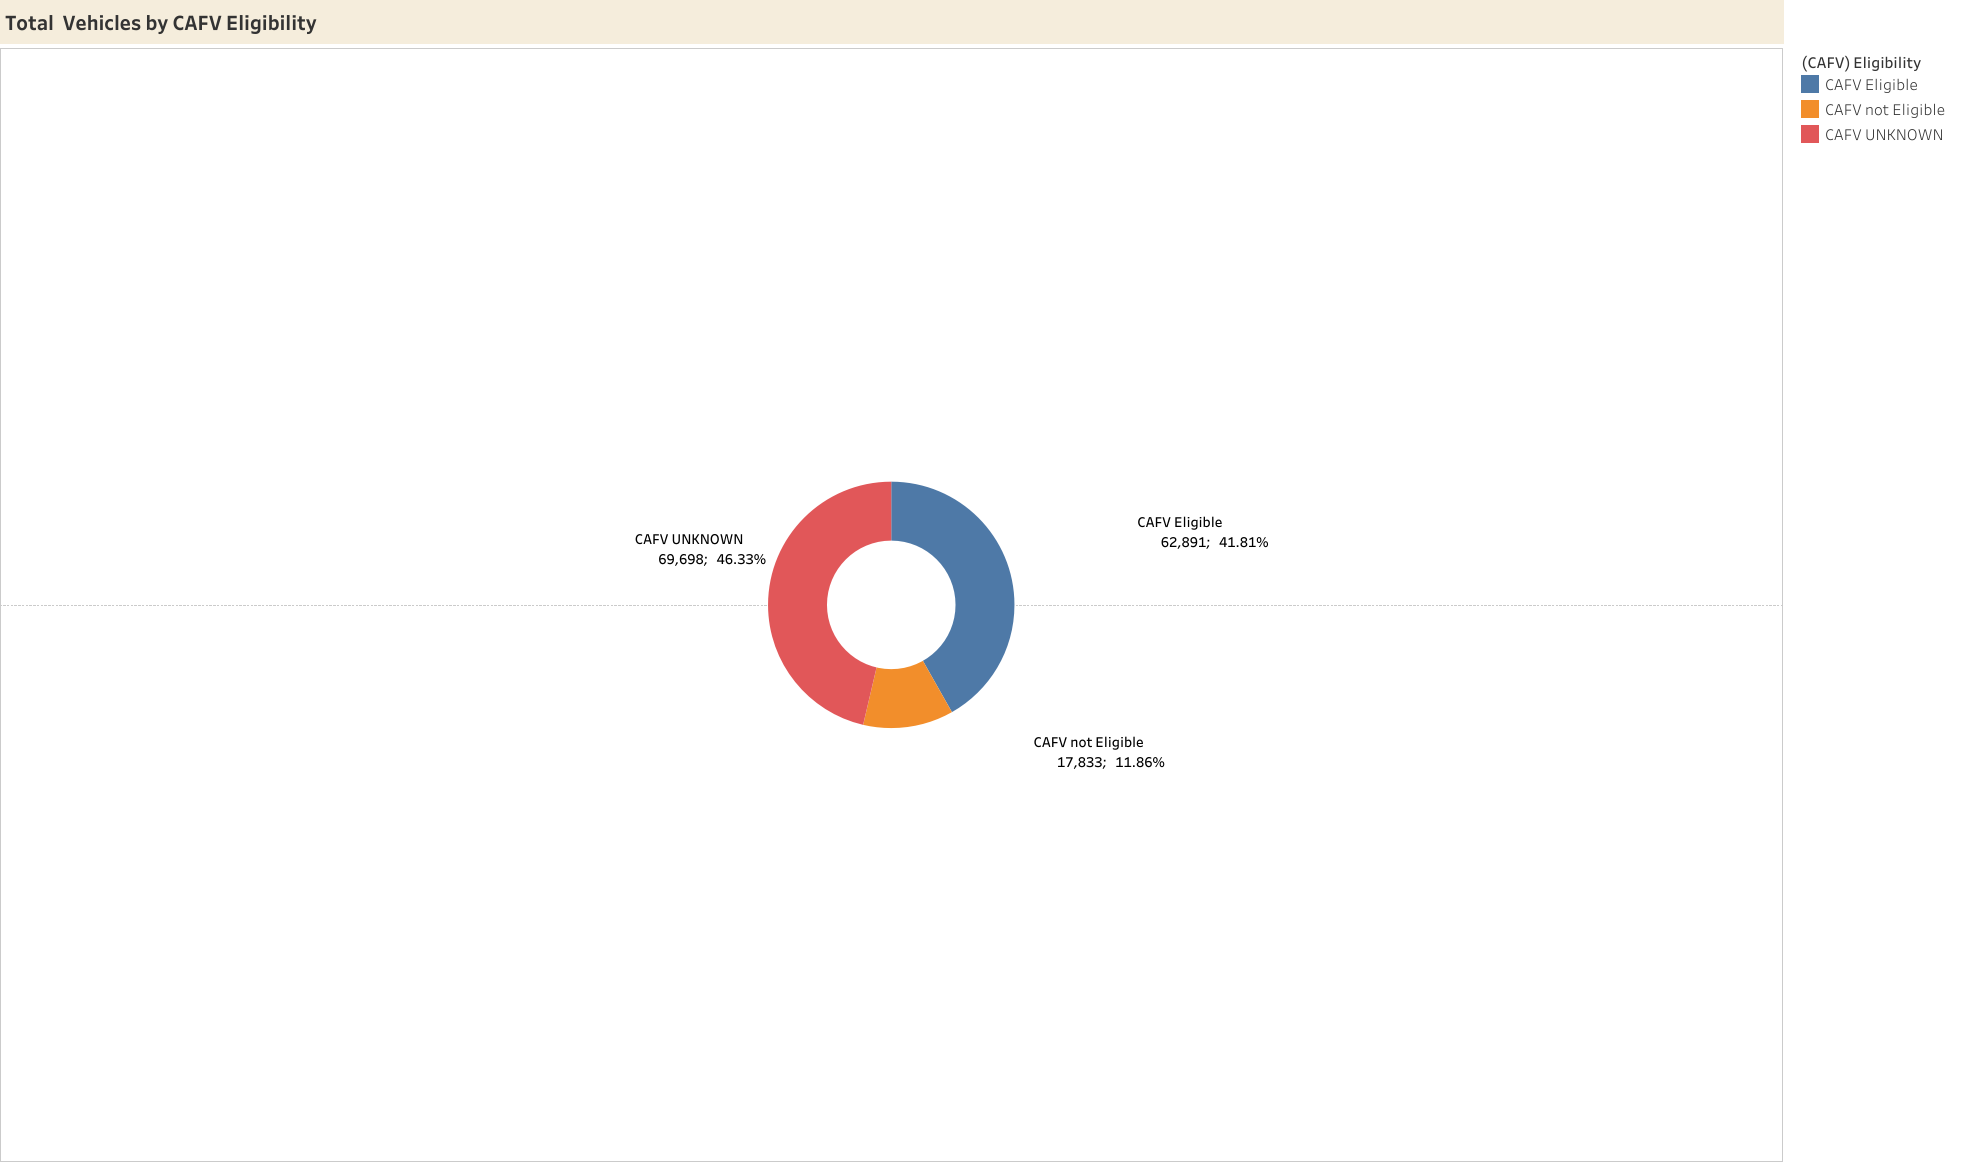 Total  Vehicles by CAFV Eligibility
(CAFV) Eligibility
CAFV Eligible
CAFV not Eligible
CAFV UNKNOWN
CAFV Eligible
62,891;  41.81%
CAFV UNKNOWN
69,698;  46.33%
CAFV not Eligible
17,833;  11.86%